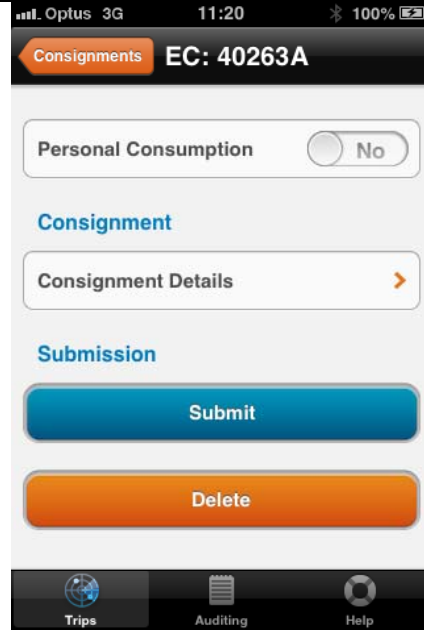 Optus 3G 11:20 100%
Consignments EC: 40263A
Personal Consumption No
Consignment
Consignment Details
Submission
Submit
Delete
Trips Auditing Help